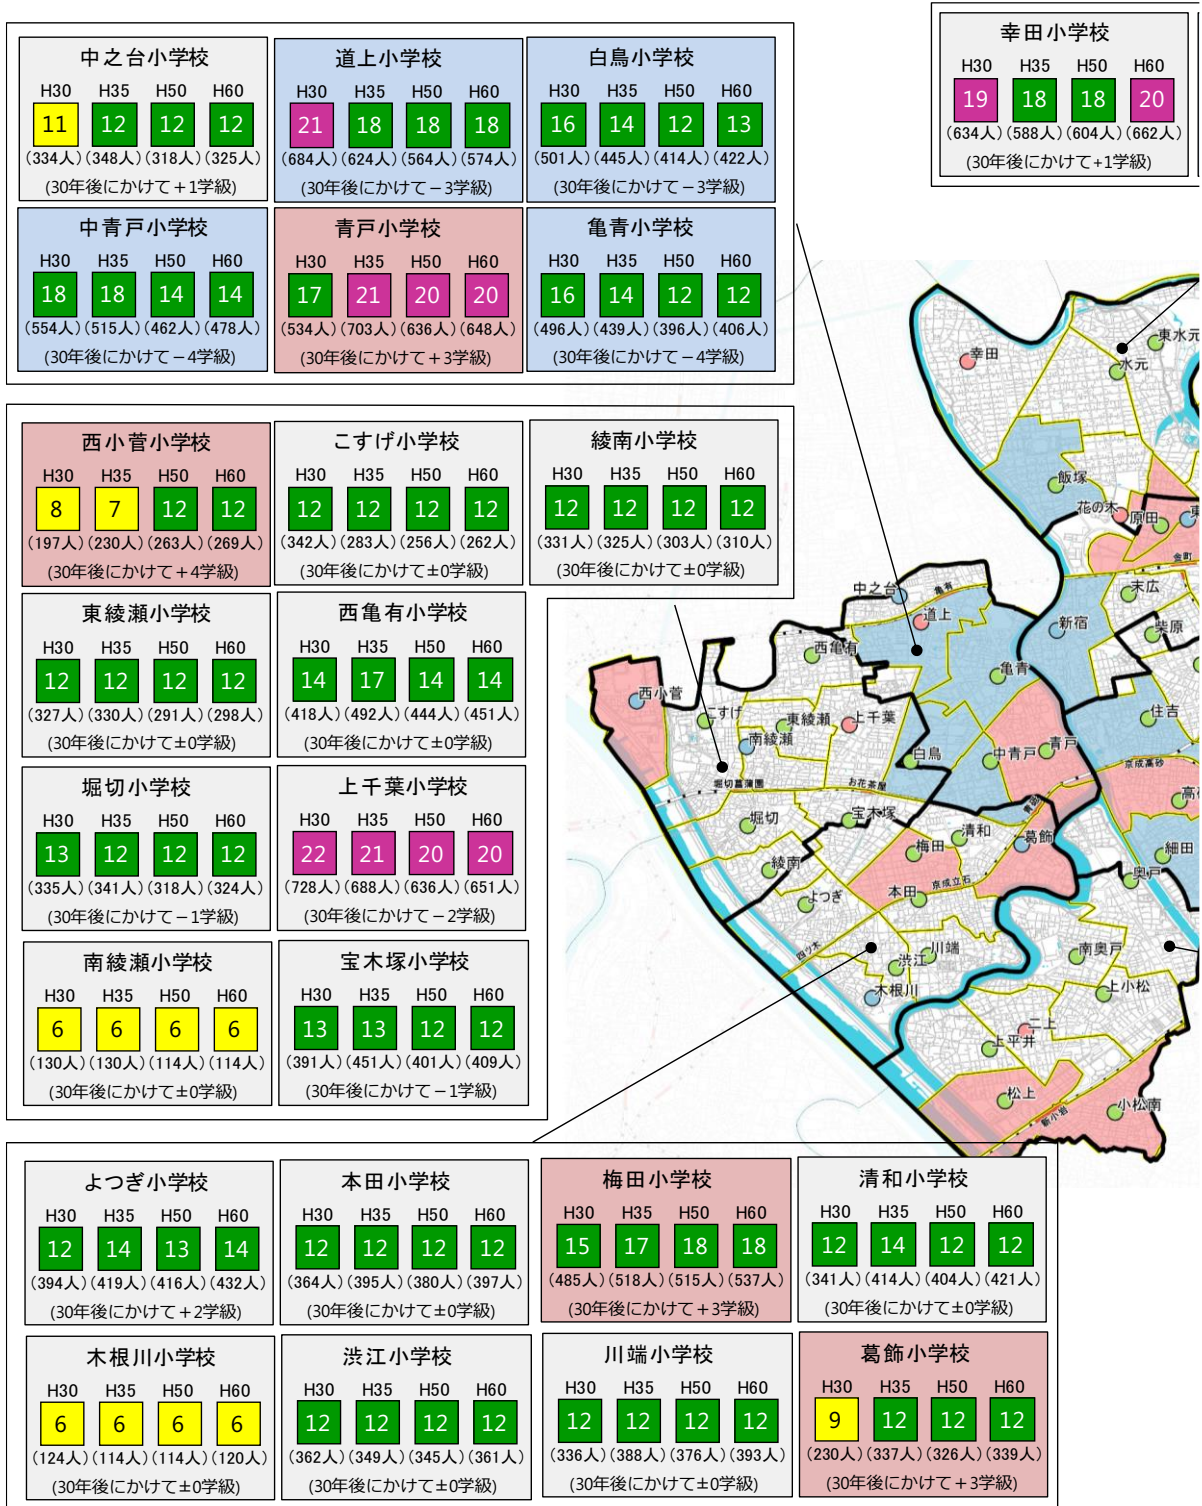 幸田小学校
H30 H35 H50 H60
19 18 18 20
(634人)(588人)(604人)(662人)
(30年後にかけて+1学級)
中之台小学校
H30 H35 H50 H60
11 12 12 12
(334人)(348人)(318人)(325人)
(30年後にかけて+1学級)
道上小学校
H30 H35 H50 H60
21 18 18 18
(684人)(624人)(564人)(574人)
(30年後にかけて−3学級)
白鳥小学校
H30 H35 H50 H60
16 14 12 13
(501人)(445人)(414人)(422人)
(30年後にかけて−3学級)
中青戸小学校
H30 H35 H50 H60
18 18 14 14
(554人)(515人)(462人)(478人)
(30年後にかけて−4学級)
青戸小学校
H30 H35 H50 H60
17 21 20 20
(534人)(703人)(636人)(648人)
(30年後にかけて+3学級)
亀青小学校
H30 H35 H50 H60
16 14 12 12
(496人)(439人)(396人)(406人)
(30年後にかけて−4学級)
西小菅小学校
H30 H35 H50 H60
8 7 12 12
(197人)(230人)(263人)(269人)
(30年後にかけて+4学級)
こすげ小学校
H30 H35 H50 H60
12 12 12 12
(342人)(283人)(256人)(262人)
(30年後にかけて±0学級)
綾南小学校
H30 H35 H50 H60
12 12 12 12
(331人)(325人)(303人)(310人)
(30年後にかけて±0学級)
東綾瀬小学校
H30 H35 H50 H60
12 12 12 12
(327人)(330人)(291人)(298人)
(30年後にかけて±0学級)
西亀有小学校
H30 H35 H50 H60
14 17 14 14
(418人)(492人)(444人)(451人)
(30年後にかけて±0学級)
堀切小学校
H30 H35 H50 H60
13 12 12 12
(335人)(341人)(318人)(324人)
(30年後にかけて−1学級)
上千葉小学校
H30 H35 H50 H60
22 21 20 20
(728人)(688人)(636人)(651人)
(30年後にかけて−2学級)
南綾瀬小学校
H30 H35 H50 H60
6 6 6 6
(130人)(130人)(114人)(114人)
(30年後にかけて±0学級)
宝木塚小学校
H30 H35 H50 H60
13 13 12 12
(391人)(451人)(401人)(409人)
(30年後にかけて−1学級)
よつぎ小学校
H30 H35 H50 H60
12 14 13 14
(394人)(419人)(416人)(432人)
(30年後にかけて+2学級)
本田小学校
H30 H35 H50 H60
12 12 12 12
(364人)(395人)(380人)(397人)
(30年後にかけて±0学級)
梅田小学校
H30 H35 H50 H60
15 17 18 18
(485人)(518人)(515人)(537人)
(30年後にかけて+3学級)
清和小学校
H30 H35 H50 H60
12 14 12 12
(341人)(414人)(404人)(421人)
(30年後にかけて±0学級)
木根川小学校
H30 H35 H50 H60
6 6 6 6
(124人)(114人)(114人)(120人)
(30年後にかけて±0学級)
渋江小学校
H30 H35 H50 H60
12 12 12 12
(362人)(349人)(345人)(361人)
(30年後にかけて±0学級)
川端小学校
H30 H35 H50 H60
12 12 12 12
(336人)(388人)(376人)(393人)
(30年後にかけて±0学級)
葛飾小学校
H30 H35 H50 H60
9 12 12 12
(230人)(337人)(326人)(339人)
(30年後にかけて+3学級)
東水元
幸田
水元
飯塚
花の木
原田
東
金町
中之台
亀有
末広
道上
新宿
柴原
西亀有
亀青
西小菅
こすげ
東綾瀬
上千葉
住吉
南綾瀬
白鳥
中青戸
青戸
京成高砂
堀切菖蒲園
お花茶屋
高砂
堀切
宝木塚
青砥
清和
葛飾
梅田
細田
綾南
京成立石
奥戸
よつぎ
本田
四ツ木
川端
渋江
南奥戸
木根川
上小松
二上
上平井
松上
小松南
新小岩